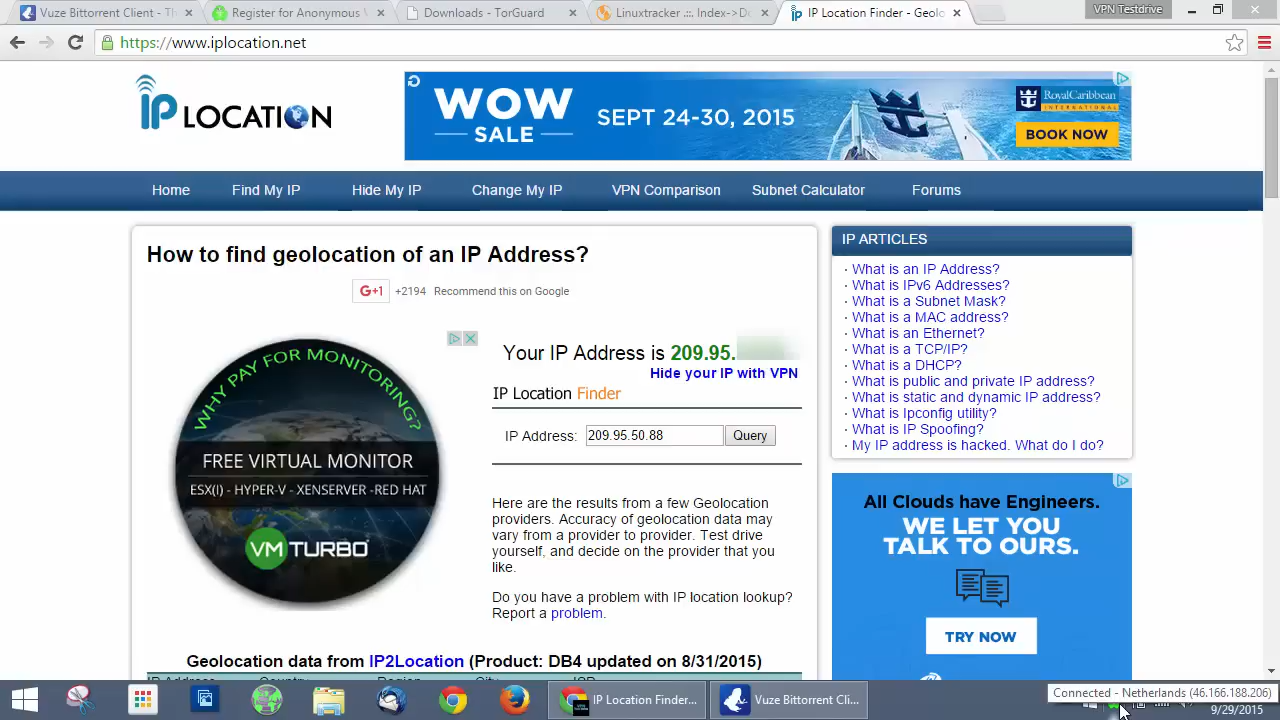 Vuze Bittorrent Client - Th
Register for Anonymous V
Downloads - TorGuard
Linuxtracker .::. Index->De
IP Location Finder - Geolo
VPN Testdrive
https://www.iplocation.net
IP LOCATION
WOW
SALE
SEPT 24-30, 2015
RoyalCaribbean
INTERNATIONAL
BOOK NOW
Home
Find My IP
Hide My IP
Change My IP
VPN Comparison
Subnet Calculator
Forums
How to find geolocation of an IP Address?
G+1
+2194
Recommend this on Google
WHY PAY FOR MONITORING?
FREE VIRTUAL MONITOR
ESX(I) - HYPER-V - XENSERVER -RED HAT
VMTURBO
Your IP Address is 209.95.
Hide your IP with VPN
IP Location Finder
IP Address: 209.95.50.88 Query
Here are the results from a few Geolocation
providers. Accuracy of geolocation data may
vary from a provider to provider. Test drive
yourself, and decide on the provider that you
like.
Do you have a problem with IP location lookup?
Report a problem.
Geolocation data from IP2Location (Product: DB4 updated on 8/31/2015)
IP ARTICLES
· What is an IP Address?
· What is IPv6 Addresses?
· What is a Subnet Mask?
· What is a MAC address?
· What is an Ethernet?
· What is a TCP/IP?
· What is a DHCP?
· What is public and private IP address?
· What is static and dynamic IP address?
· What is Ipconfig utility?
· What is IP Spoofing?
· My IP address is hacked. What do I do?
All Clouds have Engineers.
WE LET YOU
TALK TO OURS.
TRY NOW
IP Location Finder...
Vuze Bittorrent Cli...
Connected - Netherlands (46.166.188.206)
9/29/2015